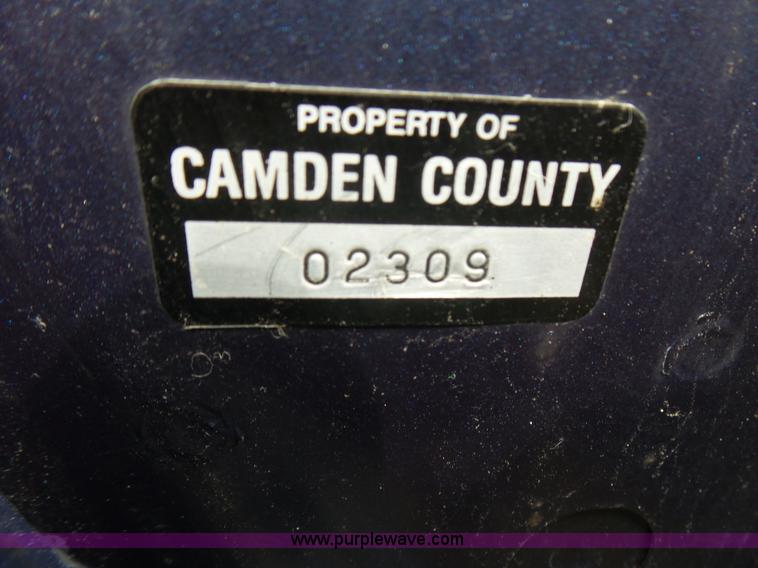 PROPERTY OF
CAMDEN COUNTY
02309
www.purplewave.com